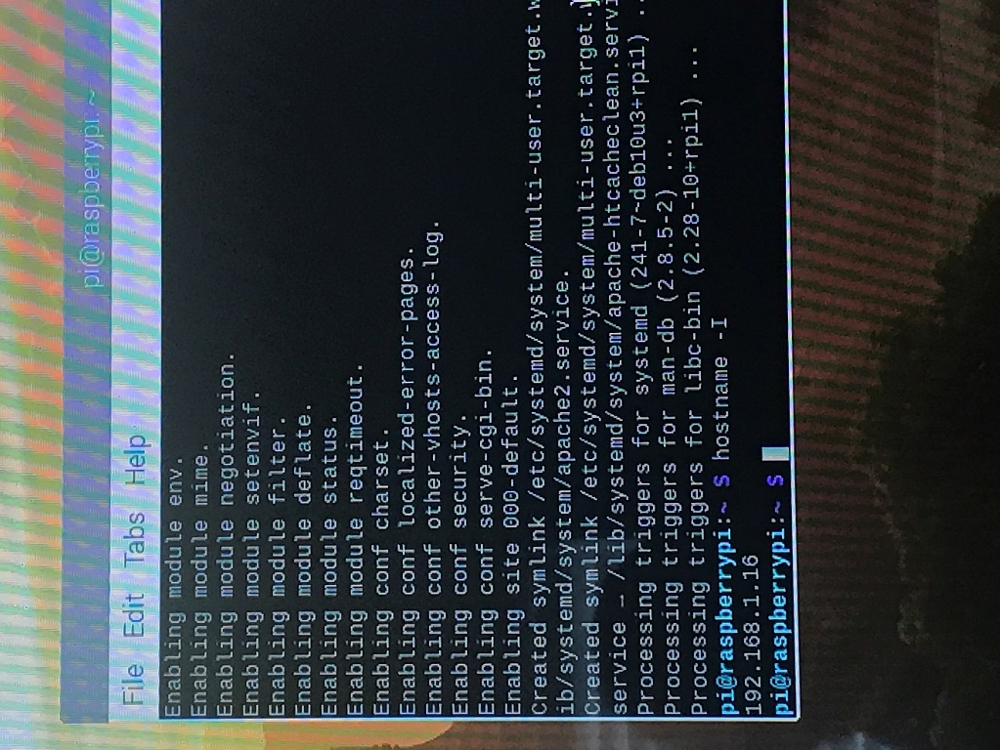 pi@raspberrypi: ~
File Edit Tabs Help
Enabling module env.
Enabling module mime.
Enabling module negotiation.
Enabling module setenvif.
Enabling module filter.
Enabling module deflate.
Enabling module status.
Enabling module reqtimeout.
Enabling conf charset.
Enabling conf localized-error-pages.
Enabling conf other-vhosts-access-log.
Enabling conf security.
Enabling conf serve-cgi-bin.
Enabling site 000-default.
Created symlink /etc/systemd/system/multi-user.target.w
ib/systemd/system/apache2.service.
Created symlink /etc/systemd/system/multi-user.target.
service → /lib/systemd/system/apache-htcacheclean.servi
Processing triggers for systemd (241-7~deb10u3+rpi1) ..
Processing triggers for man-db (2.8.5-2) ...
Processing triggers for libc-bin (2.28-10+rpi1) ...
pi@raspberrypi:~ $ hostname -I
192.168.1.16
pi@raspberrypi:~ $